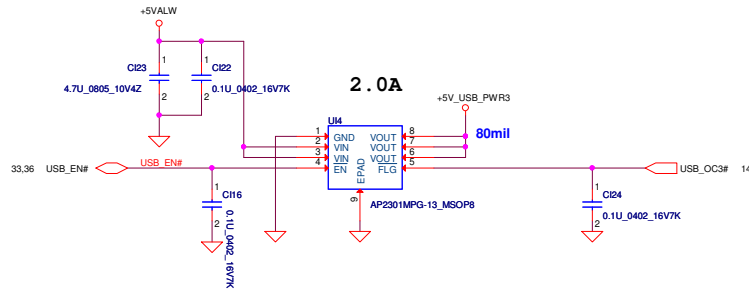 +5VALW
1
1
CI23
CI22
4.7U_0805_10V4Z
0.1U_0402_16V7K
2
2
2.0A
+5V_USB_PWR3
80mil
UI4
1 GND VOUT 8
2 VIN VOUT 7
3 VIN VOUT 6
4 EN FLG 5
EPAD
9
AP2301MPG-13_MSOP8
33,36 USB_EN# USB_EN#
USB_OC3# 14
1
CI16
2
0.1U_0402_16V7K
1
CI24
0.1U_0402_16V7K
2